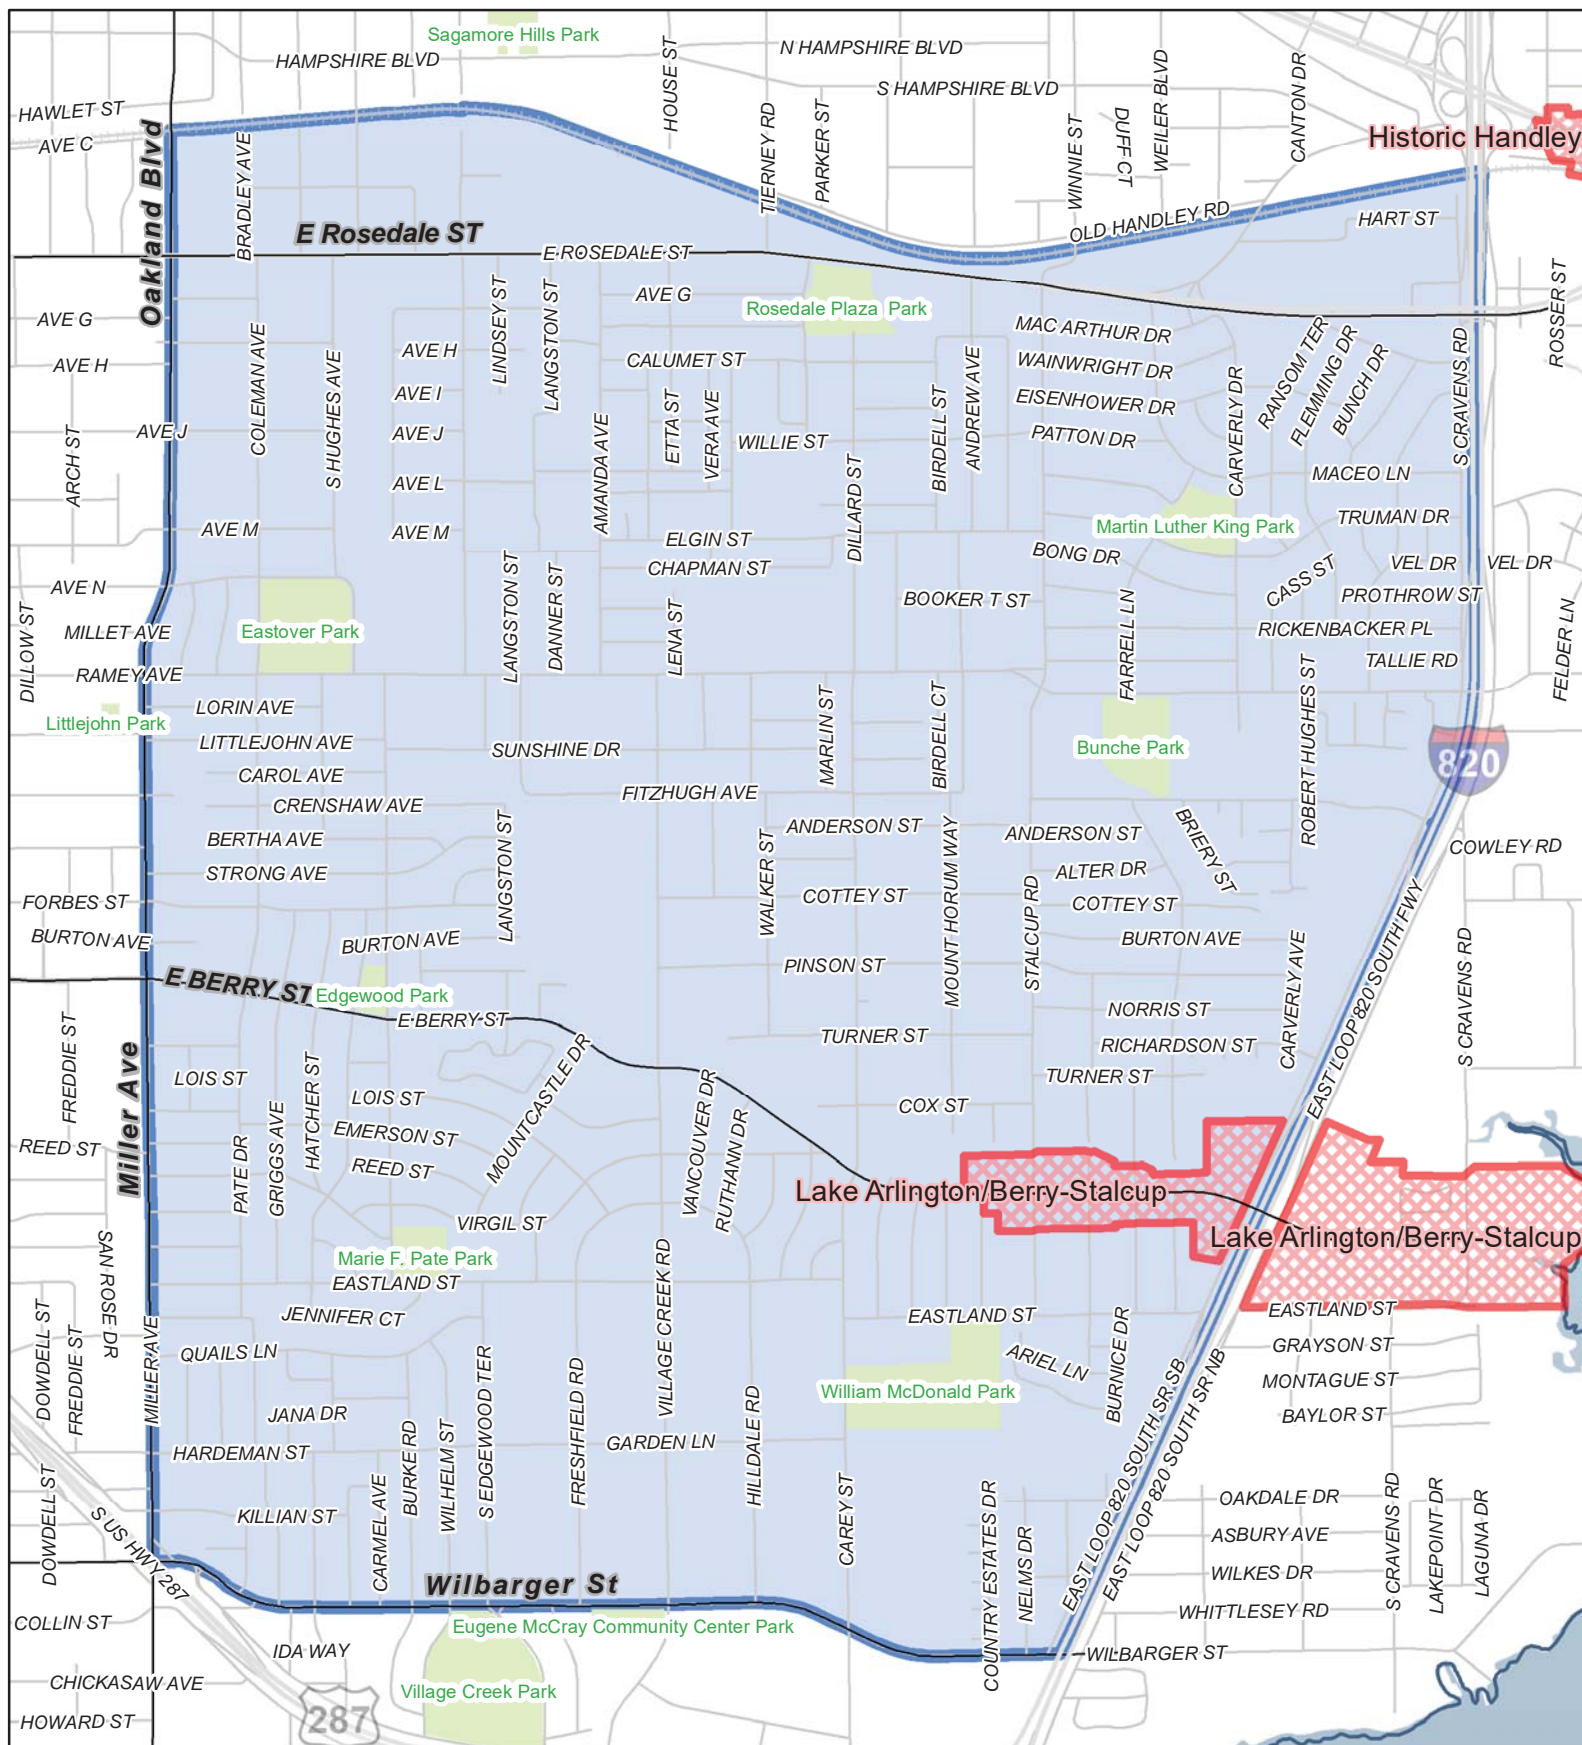 Sagamore Hills Park
HAMPSHIRE BLVD
HOUSE ST
N HAMPSHIRE BLVD
S HAMPSHIRE BLVD
WEILER BLVD
CANTON DR
HAWLET ST
AVE C
Oakland Blvd
BRADLEY AVE
TIERNEY RD
PARKER ST
WINNIE ST
DUFF CT
Historic Handley
OLD HANDLEY RD
HART ST
E Rosedale ST
E ROSEDALE ST
AVE G
LINDSEY ST
LANGSTON ST
AVE G
Rosedale Plaza Park
MAC ARTHUR DR
RANSOM TER
FLEMMING DR
BUNCH DR
S CRAVENS RD
ROSSER ST
AVE H
COLEMAN AVE
S HUGHES AVE
AVE H
CALUMET ST
WAINWRIGHT DR
AVE I
ETTA ST
VERA AVE
BIRDELL ST
ANDREW AVE
EISENHOWER DR
CARVERLY DR
ARCH ST
AVE J
AVE J
AMANDA AVE
WILLIE ST
DILLARD ST
PATTON DR
AVE L
MACEO LN
AVE M
AVE M
ELGIN ST
Martin Luther King Park
TRUMAN DR
CHAPMAN ST
BONG DR
CASS ST
VEL DR
VEL DR
AVE N
LANGSTON ST
DANNER ST
LENA ST
BOOKER T ST
FARRELL LN
PROTHROW ST
DILLOW ST
MILLET AVE
Eastover Park
RICKENBACKER PL
FELDER LN
RAMEY AVE
TALLIE RD
LORIN AVE
MARLIN ST
BIRDELL CT
ROBERT HUGHES ST
Littlejohn Park
LITTLEJOHN AVE
SUNSHINE DR
Bunche Park
820
CAROL AVE
CRENSHAW AVE
FITZHUGH AVE
BERTHA AVE
LANGSTON ST
WALKER ST
ANDERSON ST
MOUNT HORUM WAY
ANDERSON ST
BRIERY ST
COWLEY RD
STRONG AVE
ALTER DR
FORBES ST
COTTEY ST
STALCUP RD
COTTEY ST
EAST LOOP 820 SOUTH FWY
BURTON AVE
BURTON AVE
BURTON AVE
CARVERLY AVE
S CRAVENS RD
E BERRY ST
Edgewood Park
PINSON ST
NORRIS ST
E BERRY ST
TURNER ST
RICHARDSON ST
FREDDIE ST
Miller Ave
LOIS ST
HATCHER ST
LOIS ST
MOUNTCASTLE DR
VANCOUVER DR
RUTHANN DR
TURNER ST
COX ST
REED ST
PATE DR
GRIGGS AVE
EMERSON ST
REED ST
Lake Arlington/Berry-Stalcup
VIRGIL ST
Lake Arlington/Berry-Stalcup
SAN ROSE DR
Marie F. Pate Park
EASTLAND ST
VILLAGE CREEK RD
JENNIFER CT
EASTLAND ST
EASTLAND ST
DOWDELL ST
FREDDIE ST
MILLER AVE
QUAILS LN
S EDGEWOOD TER
FRESHFIELD RD
ARIEL LN
BURNICE DR
GRAYSON ST
William McDonald Park
MONTAGUE ST
JANA DR
HILLDALE RD
BAYLOR ST
HARDEMAN ST
BURKE RD
WILHELM ST
GARDEN LN
EAST LOOP 820 SOUTH SR SB
EAST LOOP 820 SOUTH SR NB
DOWDELL ST
S US HWY 287
KILLIAN ST
CARMEL AVE
CAREY ST
COUNTRY ESTATES DR
NELMS DR
OAKDALE DR
S CRAVENS RD
LAKEPOINT DR
LAGUNA DR
ASBURY AVE
Wilbarger St
WILKES DR
COLLIN ST
Eugene McCray Community Center Park
WHITTLESEY RD
IDA WAY
WILBARGER ST
CHICKASAW AVE
Village Creek Park
HOWARD ST
287